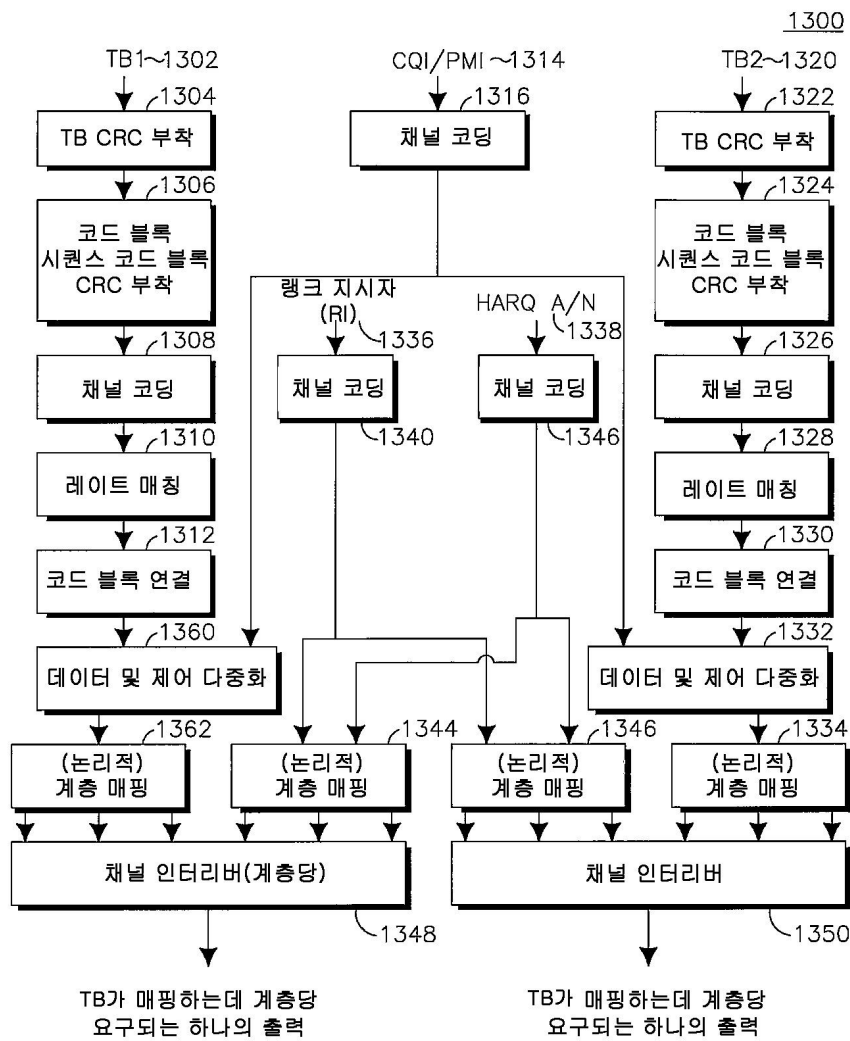 1300
TB1~1302
CQI/PMI~1314
TB2~1320
1304
TB CRC 부착
1316
채널 코딩
1322
TB CRC 부착
1306
코드 블록
시퀀스 코드 블록
CRC 부착
1324
코드 블록
시퀀스 코드 블록
CRC 부착
랭크 지시자
(RI)
1336
HARQ A/N
1338
1308
채널 코딩
채널 코딩
1340
채널 코딩
1346
1326
채널 코딩
1310
레이트 매칭
1328
레이트 매칭
1312
코드 블록 연결
1330
코드 블록 연결
1360
데이터 및 제어 다중화
1332
데이터 및 제어 다중화
1362
(논리적)
계층 매핑
1344
(논리적)
계층 매핑
1346
(논리적)
계층 매핑
1334
(논리적)
계층 매핑
채널 인터리버(계층당)
1348
채널 인터리버
1350
TB가 매핑하는데 계층당
요구되는 하나의 출력
TB가 매핑하는데 계층당
요구되는 하나의 출력